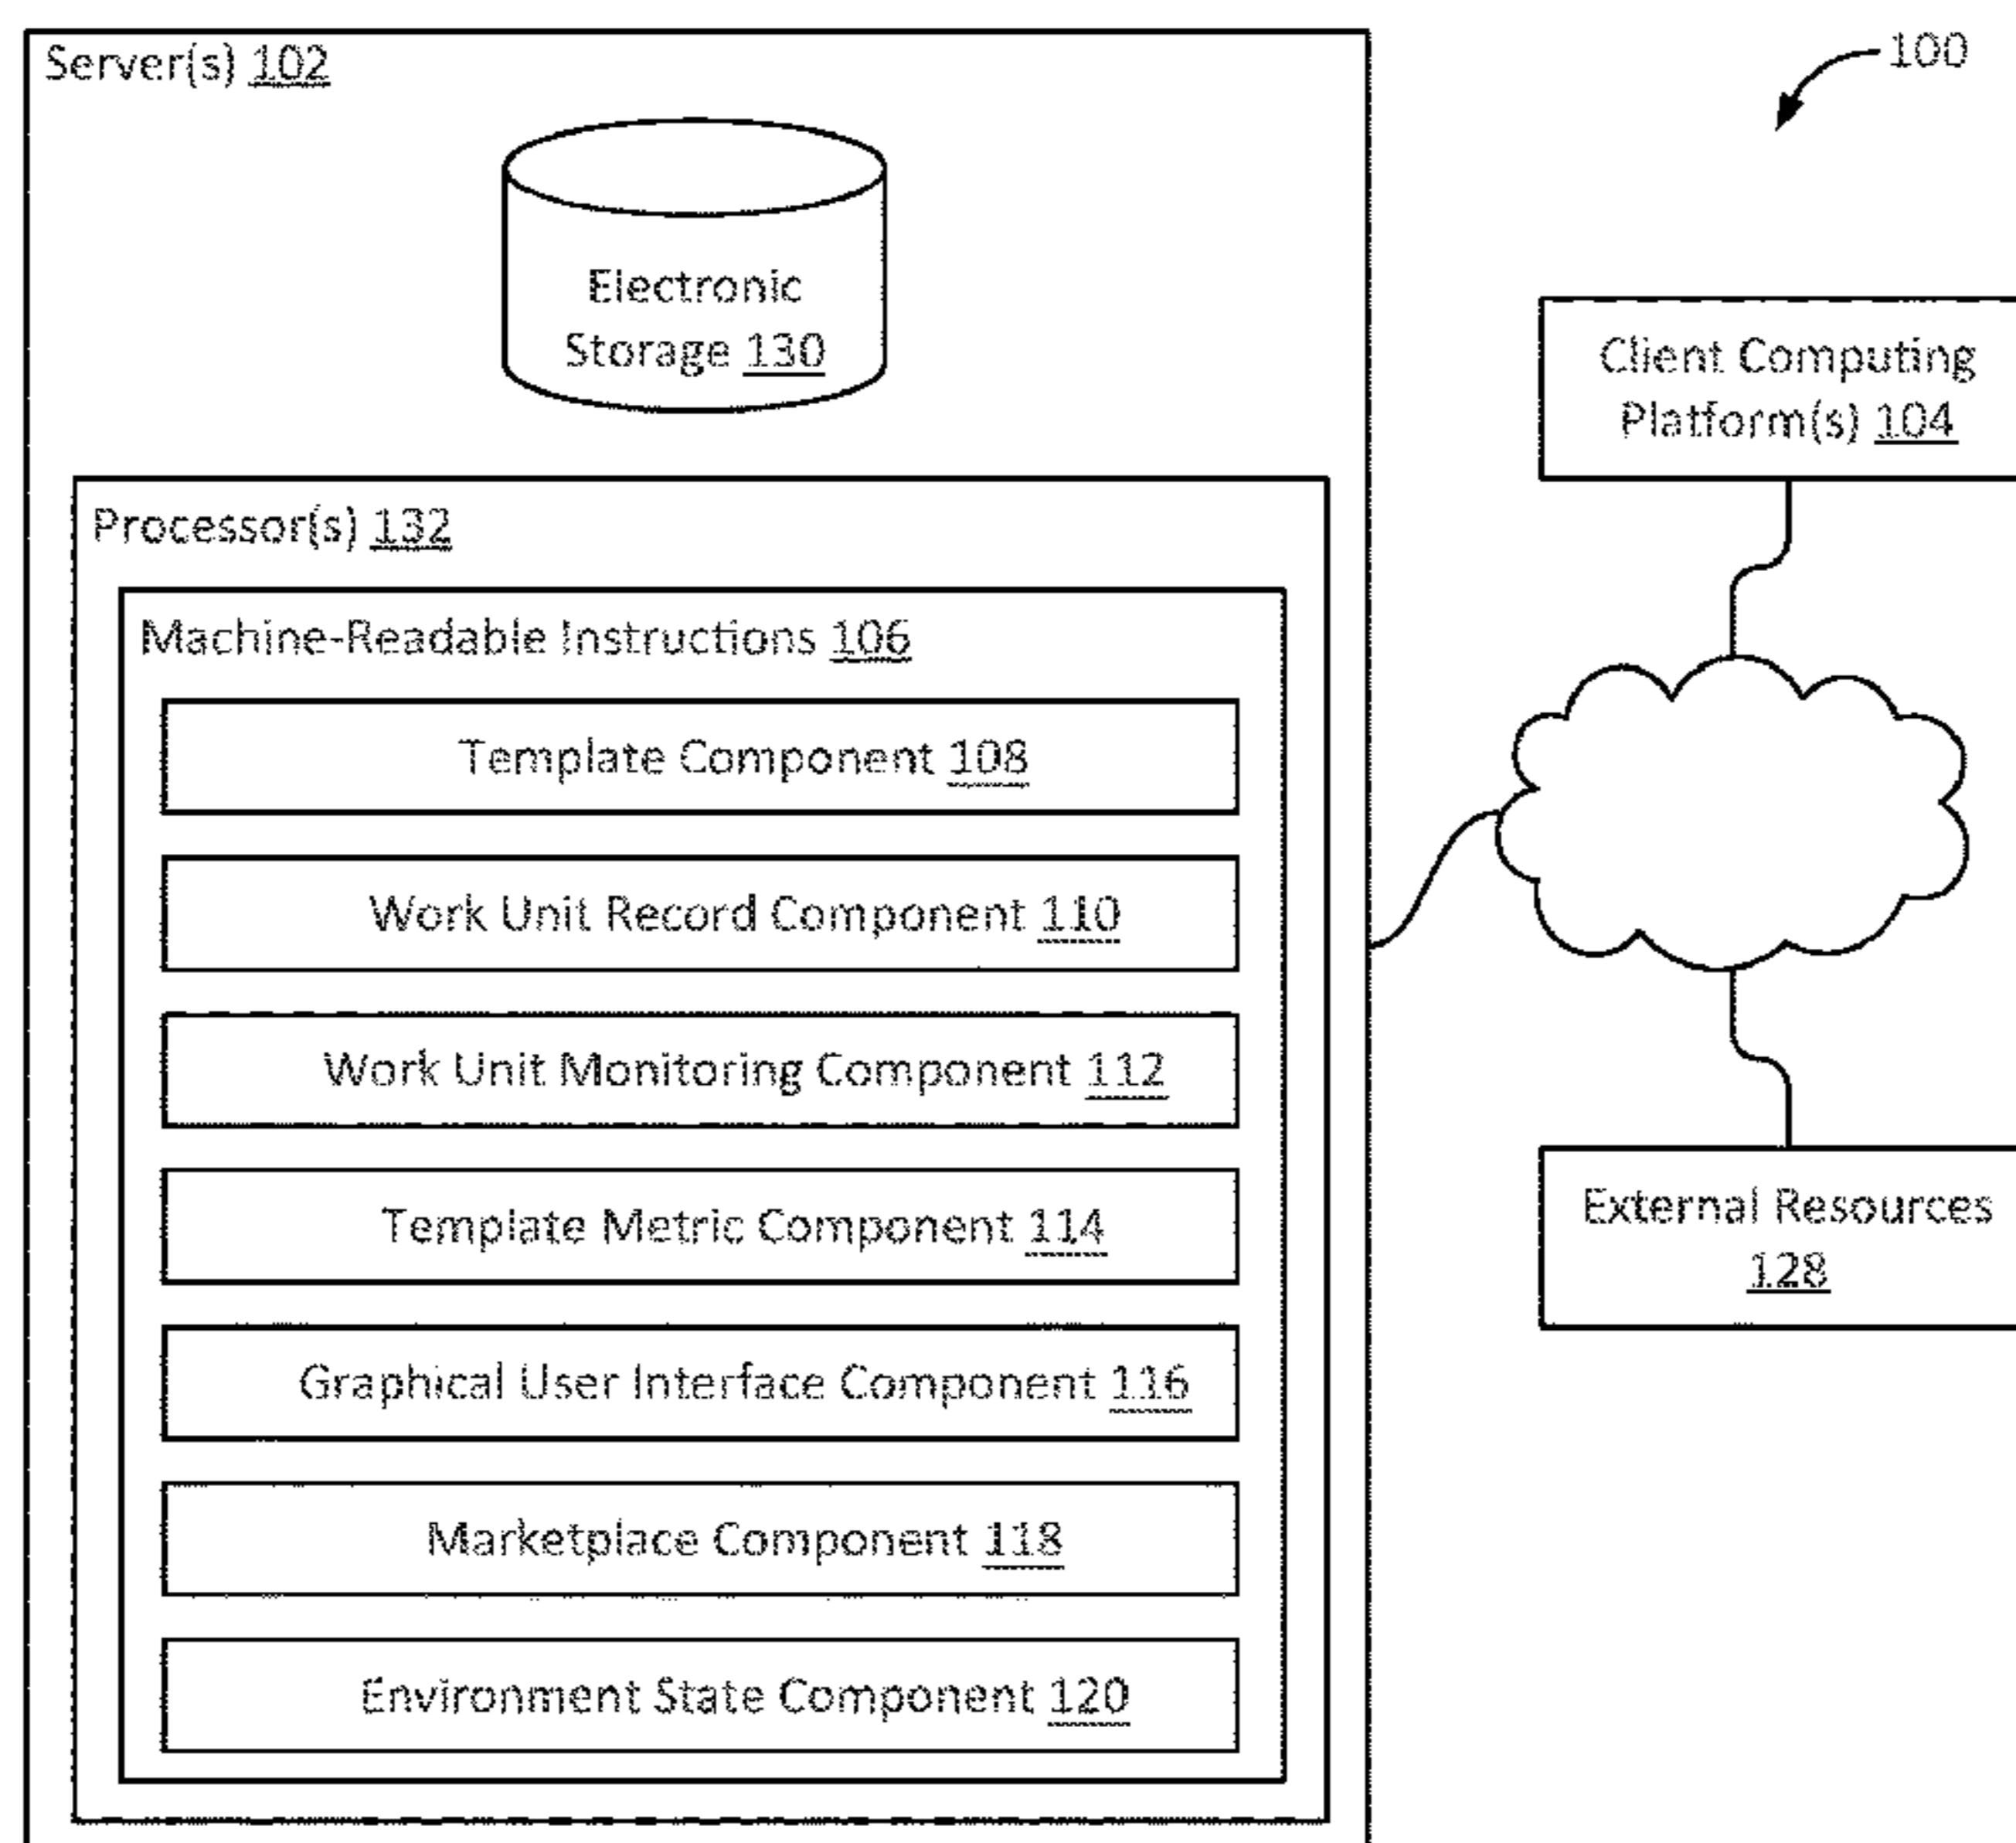 Server(s) 102
100
Electronic
Storage 130
Client Computing
Platform(s) 104
Processor(s) 132
Machine-Readable Instructions 106
Template Component 108
Work Unit Record Component 110
Work Unit Monitoring Component 112
Template Metric Component 114
External Resources
128
Graphical User Interface Component 116
Marketplace Component 118
Environment State Component 120